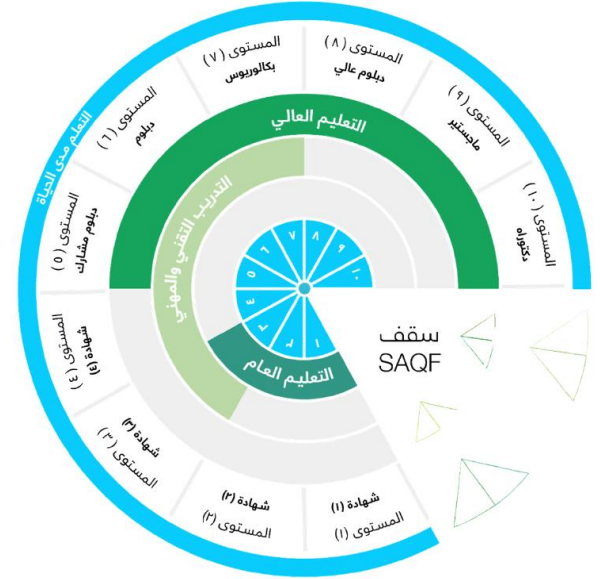 التعلم مدى الحياة
المستوى (١)
شهادة (١)
المستوى (٢)
شهادة (٢)
المستوى (٣)
شهادة (٣)
المستوى (٤)
شهادة (٤)
المستوى (٥)
دبلوم مشارك
المستوى (٦)
دبلوم
المستوى (٧)
بكالوريوس
المستوى (٨)
دبلوم عالي
المستوى (٩)
ماجستير
المستوى (١٠)
دكتوراه
التعليم العالي
التدريب التقني والمهني
التعليم العام
١
٢
٣
٤
٥
٦
٧
٨
٩
١٠
سقف
SAQF